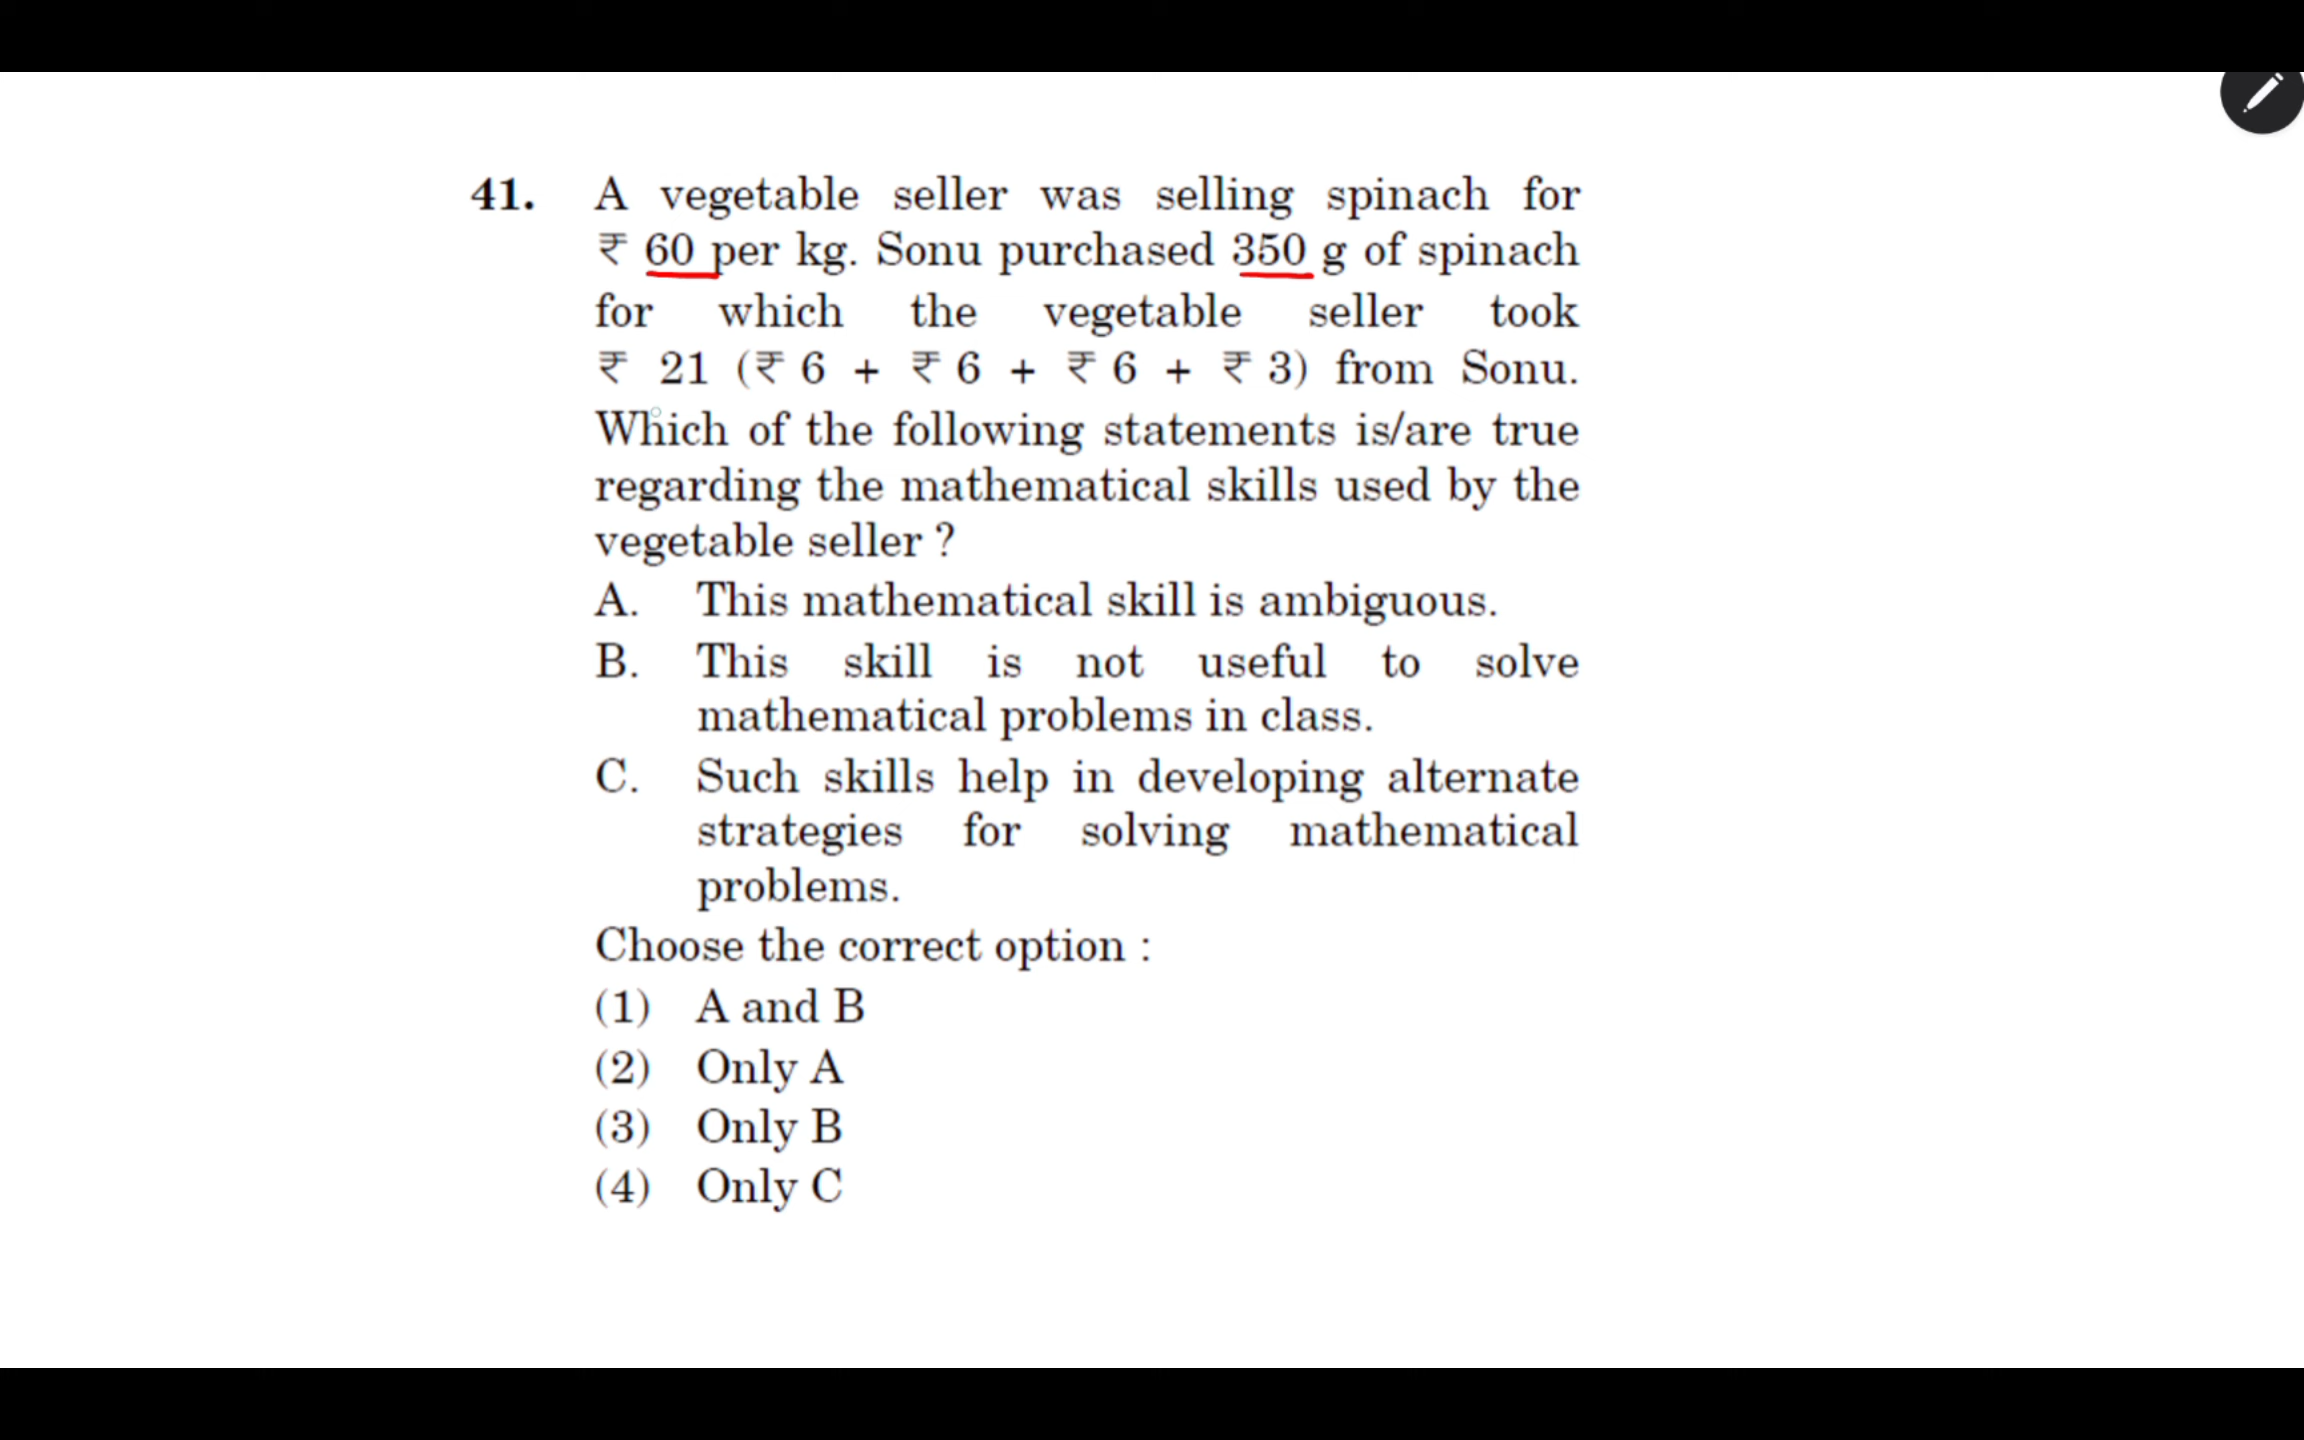 41. A vegetable seller was selling spinach for
₹ 60 per kg. Sonu purchased 350 g of spinach
for which the vegetable seller took
₹ 21 (₹ 6 + ₹ 6 + ₹ 6 + ₹ 3) from Sonu.
Which of the following statements is/are true
regarding the mathematical skills used by the
vegetable seller ?
A. This mathematical skill is ambiguous.
B. This skill is not useful to solve
mathematical problems in class.
C. Such skills help in developing alternate
strategies for solving mathematical
problems.
Choose the correct option :
(1) A and B
(2) Only A
(3) Only B
(4) Only C